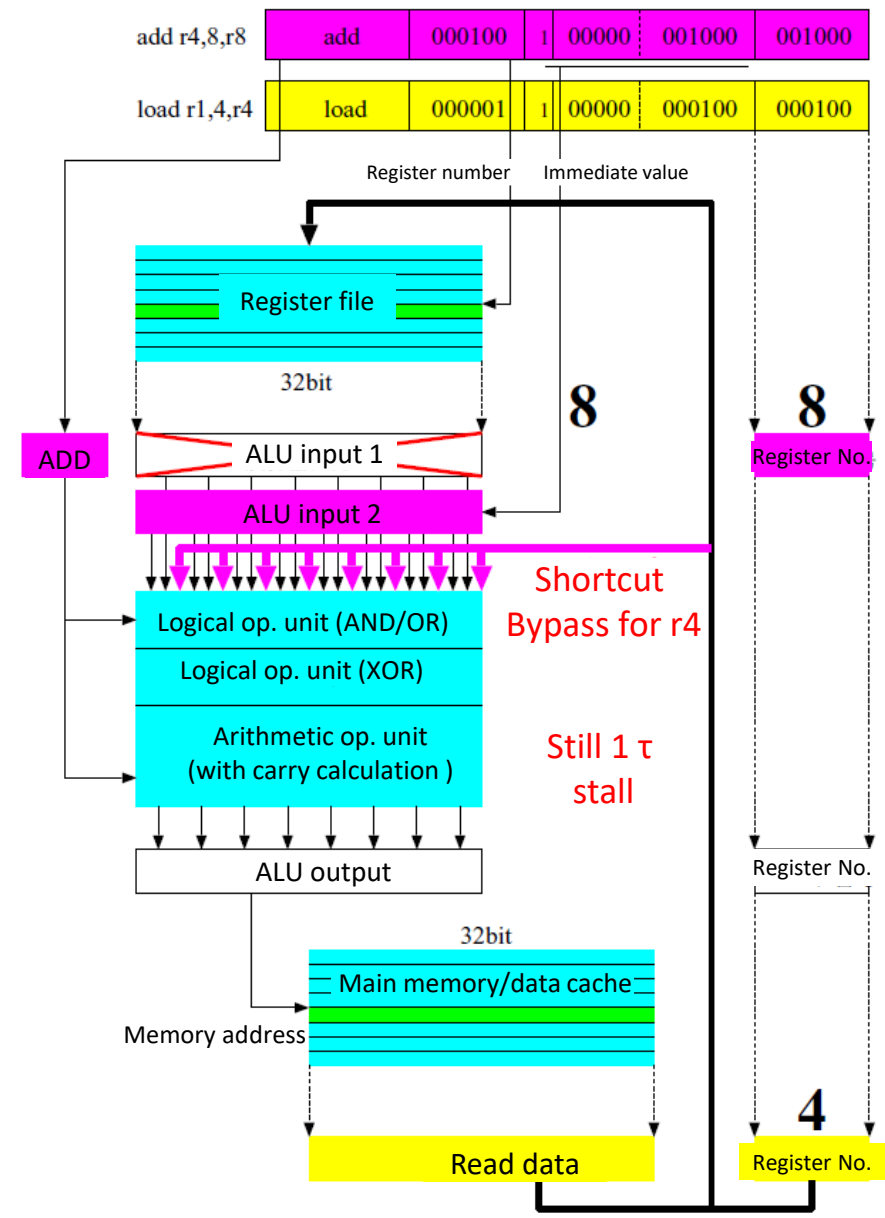 add r4,8,r8 add 000100 1 00000 001000 001000
load r1,4,r4 load 000001 1 00000 000100 000100
Register number Immediate value
Register file
32bit
8 8
ADD ALU input 1 Register No.
ALU input 2
Shortcut
Bypass for r4
Logical op. unit (AND/OR)
Logical op. unit (XOR)
Arithmetic op. unit
(with carry calculation )
Still 1 τ
stall
ALU output Register No.
32bit
Main memory/data cache
Memory address
4
Read data Register No.